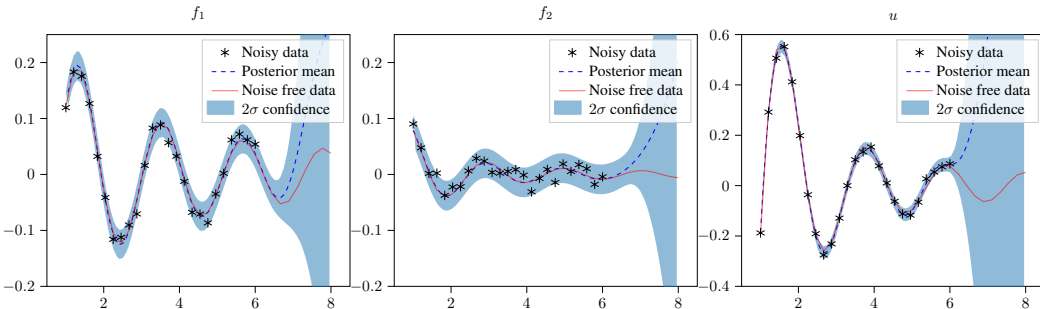 f₁
f₂
u
0.2
0.1
0
−0.1
−0.2
2
4
6
8
Noisy data
Posterior mean
Noise free data
2σ confidence
0.2
0.1
0
−0.1
−0.2
2
4
6
8
Noisy data
Posterior mean
Noise free data
2σ confidence
0.6
0.4
0.2
0
−0.2
−0.4
2
4
6
8
Noisy data
Posterior mean
Noise free data
2σ confidence